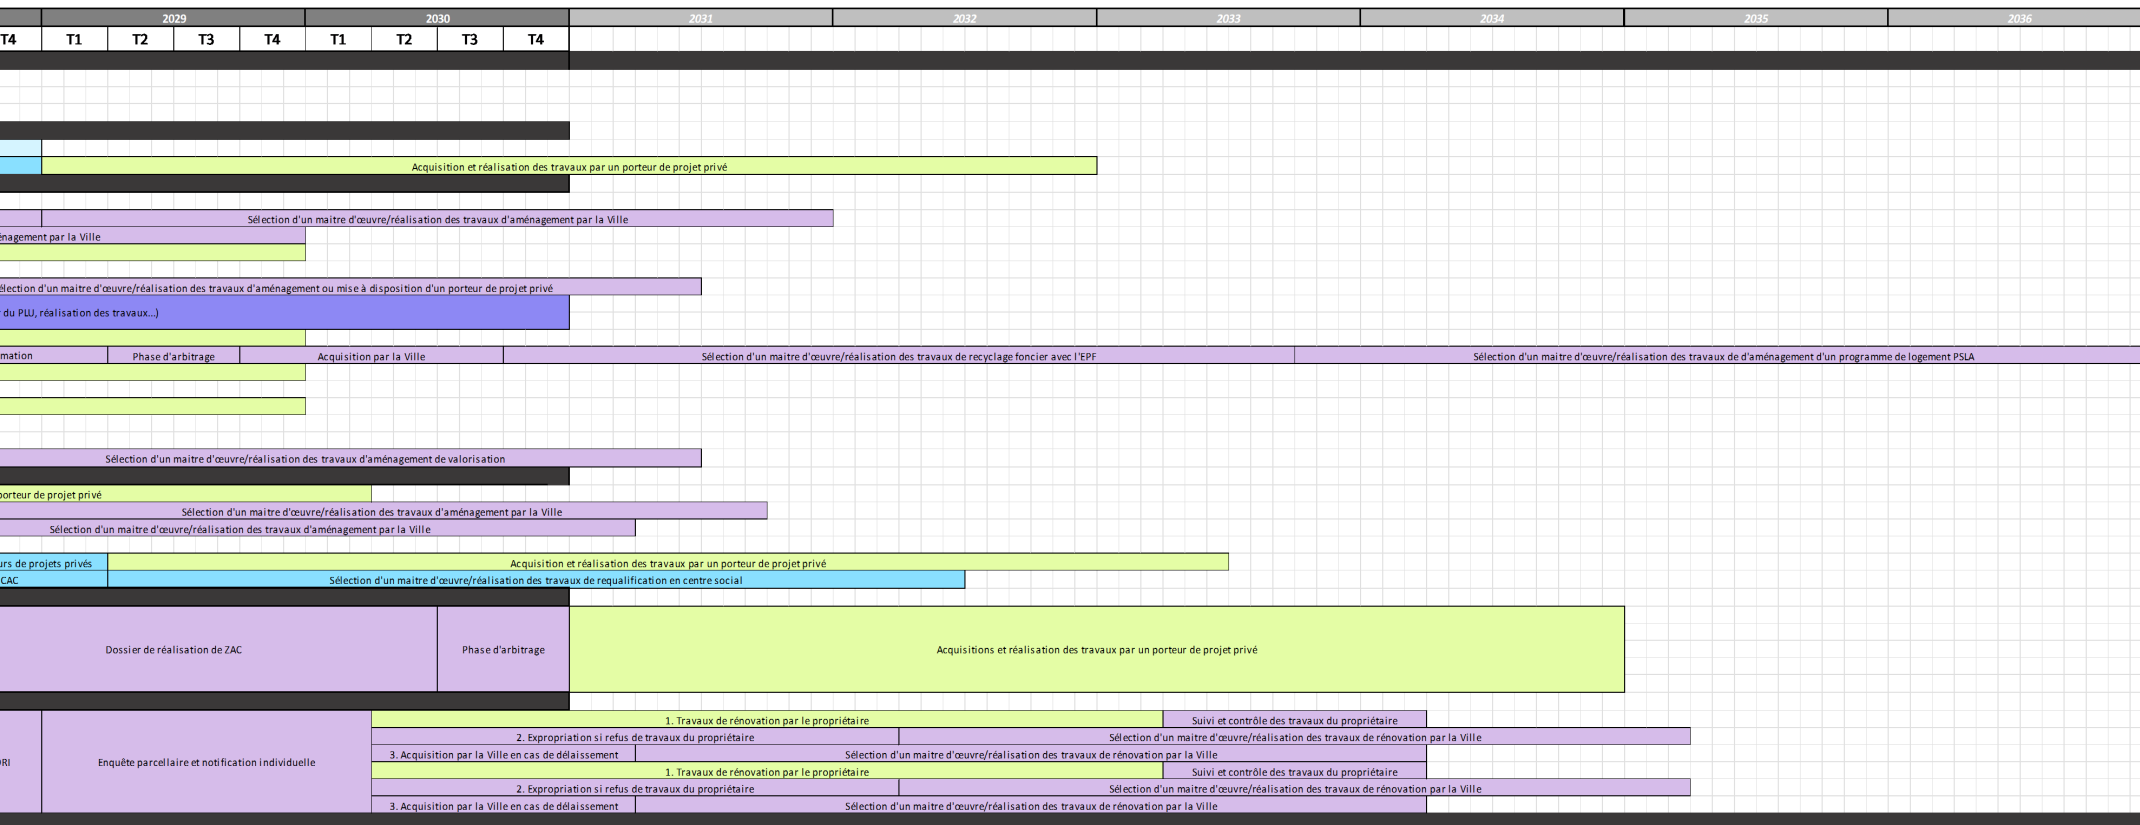 2029 2030 2031 2032 2033 2034 2035 2036
T4 T1 T2 T3 T4 T1 T2 T3 T4
Acquisition et réalisation des travaux par un porteur de projet privé
Sélection d'un maitre d'œuvre/réalisation des travaux d'aménagement par la Ville
énagement par la Ville
élection d'un maitre d'œuvre/réalisation des travaux d'aménagement ou mise à disposition d'un porteur de projet privé
du PLU, réalisation des travaux...)
mation Phase d'arbitrage Acquisition par la Ville Sélection d'un maitre d'œuvre/réalisation des travaux de recyclage foncier avec l'EPF Sélection d'un maitre d'œuvre/réalisation des travaux de d'aménagement d'un programme de logement PSLA
Sélection d'un maitre d'œuvre/réalisation des travaux d'aménagement de valorisation
porteur de projet privé
Sélection d'un maitre d'œuvre/réalisation des travaux d'aménagement par la Ville
Sélection d'un maitre d'œuvre/réalisation des travaux d'aménagement par la Ville
urs de projets privés Acquisition et réalisation des travaux par un porteur de projet privé
CAC Sélection d'un maitre d'œuvre/réalisation des travaux de requalification en centre social
Dossier de réalisation de ZAC Phase d'arbitrage Acquisitions et réalisation des travaux par un porteur de projet privé
1. Travaux de rénovation par le propriétaire Suivi et contrôle des travaux du propriétaire
2. Expropriation si refus de travaux du propriétaire Sélection d'un maitre d'œuvre/réalisation des travaux de rénovation par la Ville
3. Acquisition par la Ville en cas de délaissement Sélection d'un maitre d'œuvre/réalisation des travaux de rénovation par la Ville
ORI Enquête parcellaire et notification individuelle
1. Travaux de rénovation par le propriétaire Suivi et contrôle des travaux du propriétaire
2. Expropriation si refus de travaux du propriétaire Sélection d'un maitre d'œuvre/réalisation des travaux de rénovation par la Ville
3. Acquisition par la Ville en cas de délaissement Sélection d'un maitre d'œuvre/réalisation des travaux de rénovation par la Ville